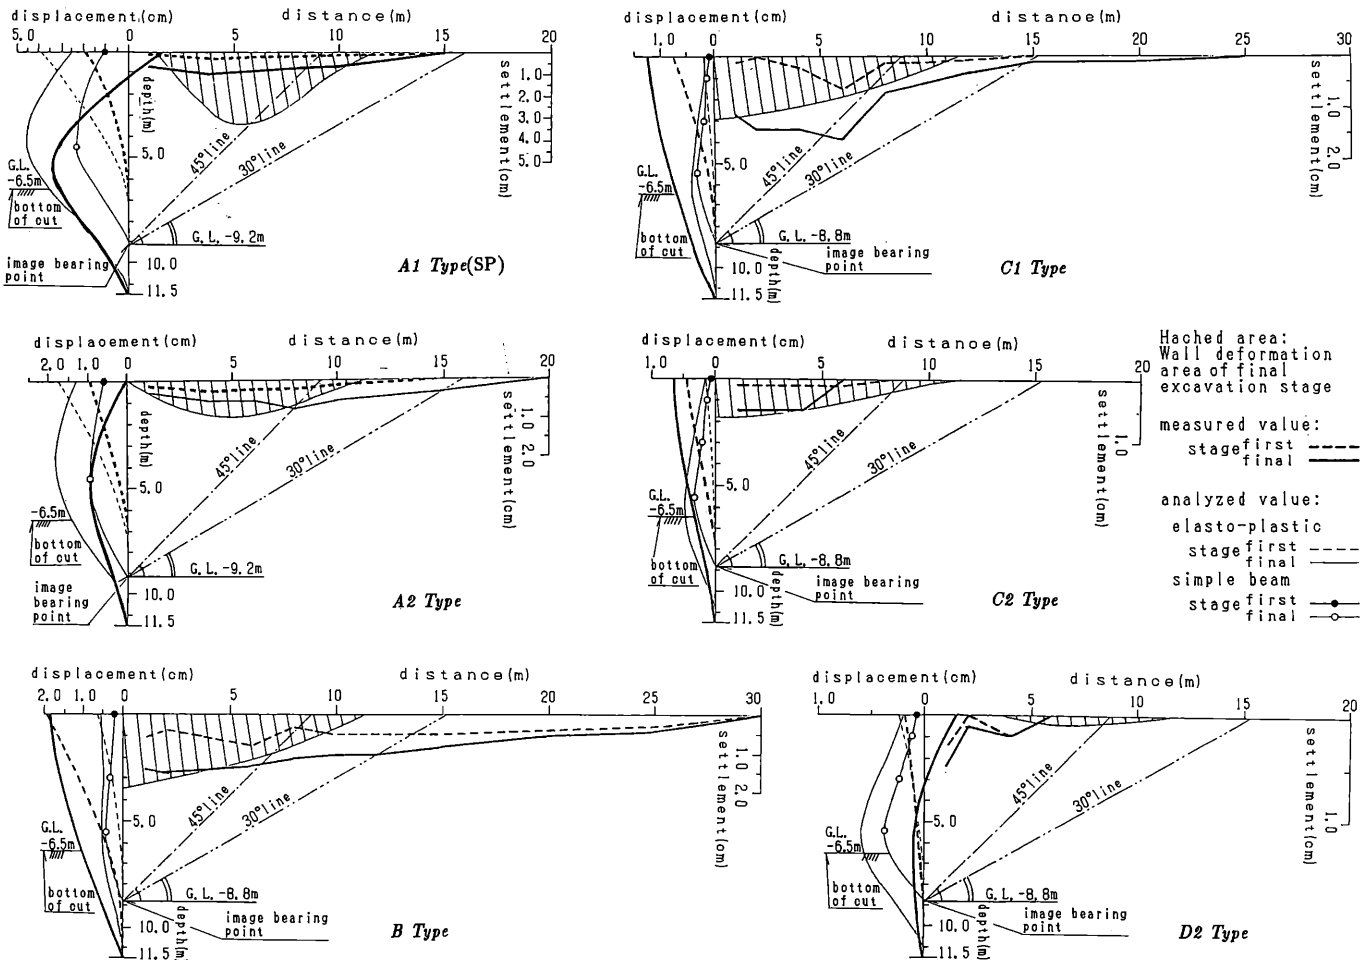 displacement(cm)
distance(m)
5.0
0
5
10
15
20
1.0
2.0
3.0
4.0
5.0
settlement(cm)
depth(m)
5.0
45°line
30°line
G.L.
-6.5m
bottom
of cut
G.L.-9.2m
image bearing
point
10.0
11.5
A1 Type(SP)
displacement(cm)
distance(m)
1.0
0
5
10
15
20
25
30
1.0
2.0
settlement(cm)
5.0
45°line
30°line
G.L.
-6.5m
bottom
of cut
G.L.-8.8m
image bearing
point
10.0
depth(m)
11.5
C1 Type
displacement(cm)
distance(m)
2.0
1.0
0
5
10
15
20
1.0
2.0
settlement(cm)
depth(m)
5.0
45°line
30°line
G.L.
-6.5m
bottom
of cut
G.L.-9.2m
image
bearing
point
10.0
11.5
A2 Type
displacement(cm)
distance(m)
1.0
0
5
10
15
20
1.0
settlement(cm)
5.0
45°line
30°line
G.L.
-6.5m
bottom
of cut
G.L.-8.8m
image bearing
point
10.0
depth(m)
11.5
C2 Type
Hached area:
Wall deformation
area of final
excavation stage
measured value:
stage first
final
analyzed value:
elasto-plastic
stage first
final
simple beam
stage first
final
displacement(cm)
distance(m)
2.0
1.0
0
5
10
15
20
25
30
1.0
2.0
settlement(cm)
5.0
45°line
30°line
G.L.
-6.5m
bottom
of cut
G.L.-8.8m
image bearing
point
10.0
depth(m)
11.5
B Type
displacement(cm)
distance(m)
1.0
0
5
10
15
20
1.0
settlement(cm)
5.0
45°line
30°line
G.L.
-6.5m
bottom
of cut
G.L.-8.8m
image bearing
point
10.0
depth(m)
11.5
D2 Type